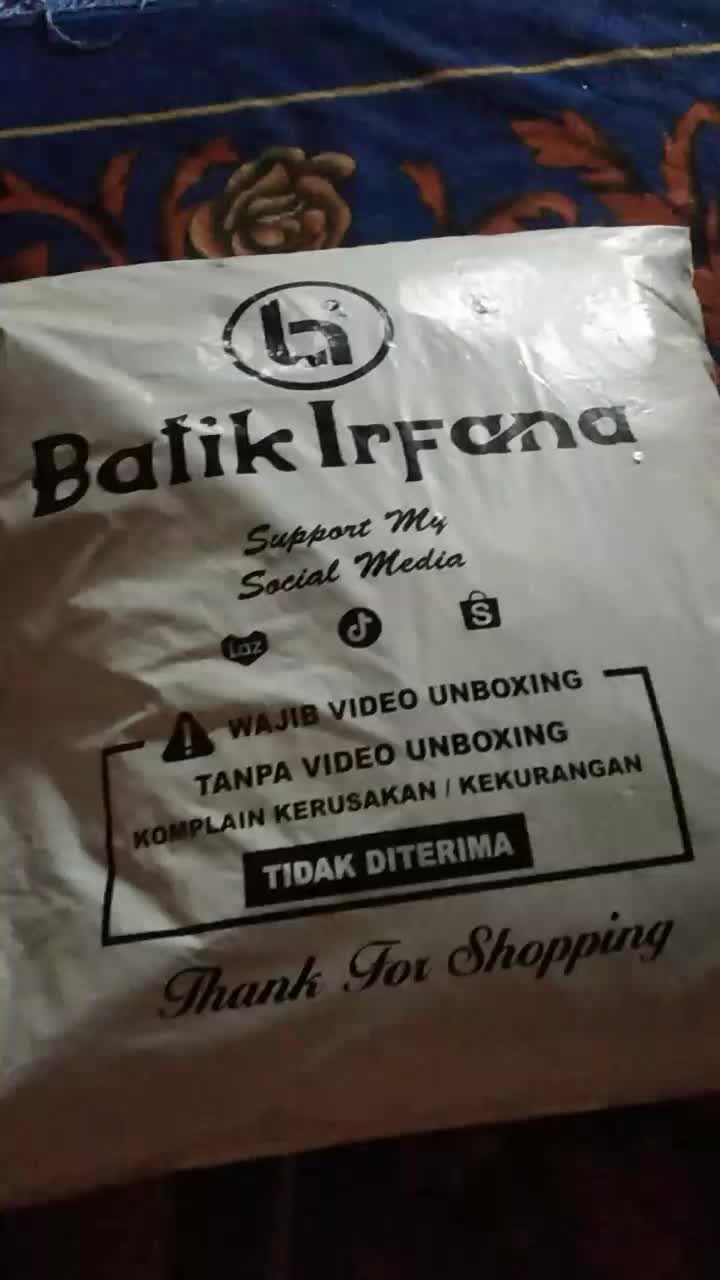 bi
Batik Irfana
Support My
Social Media
Laz
S
WAJIB VIDEO UNBOXING
TANPA VIDEO UNBOXING
KOMPLAIN KERUSAKAN / KEKURANGAN
TIDAK DITERIMA
Thank For Shopping